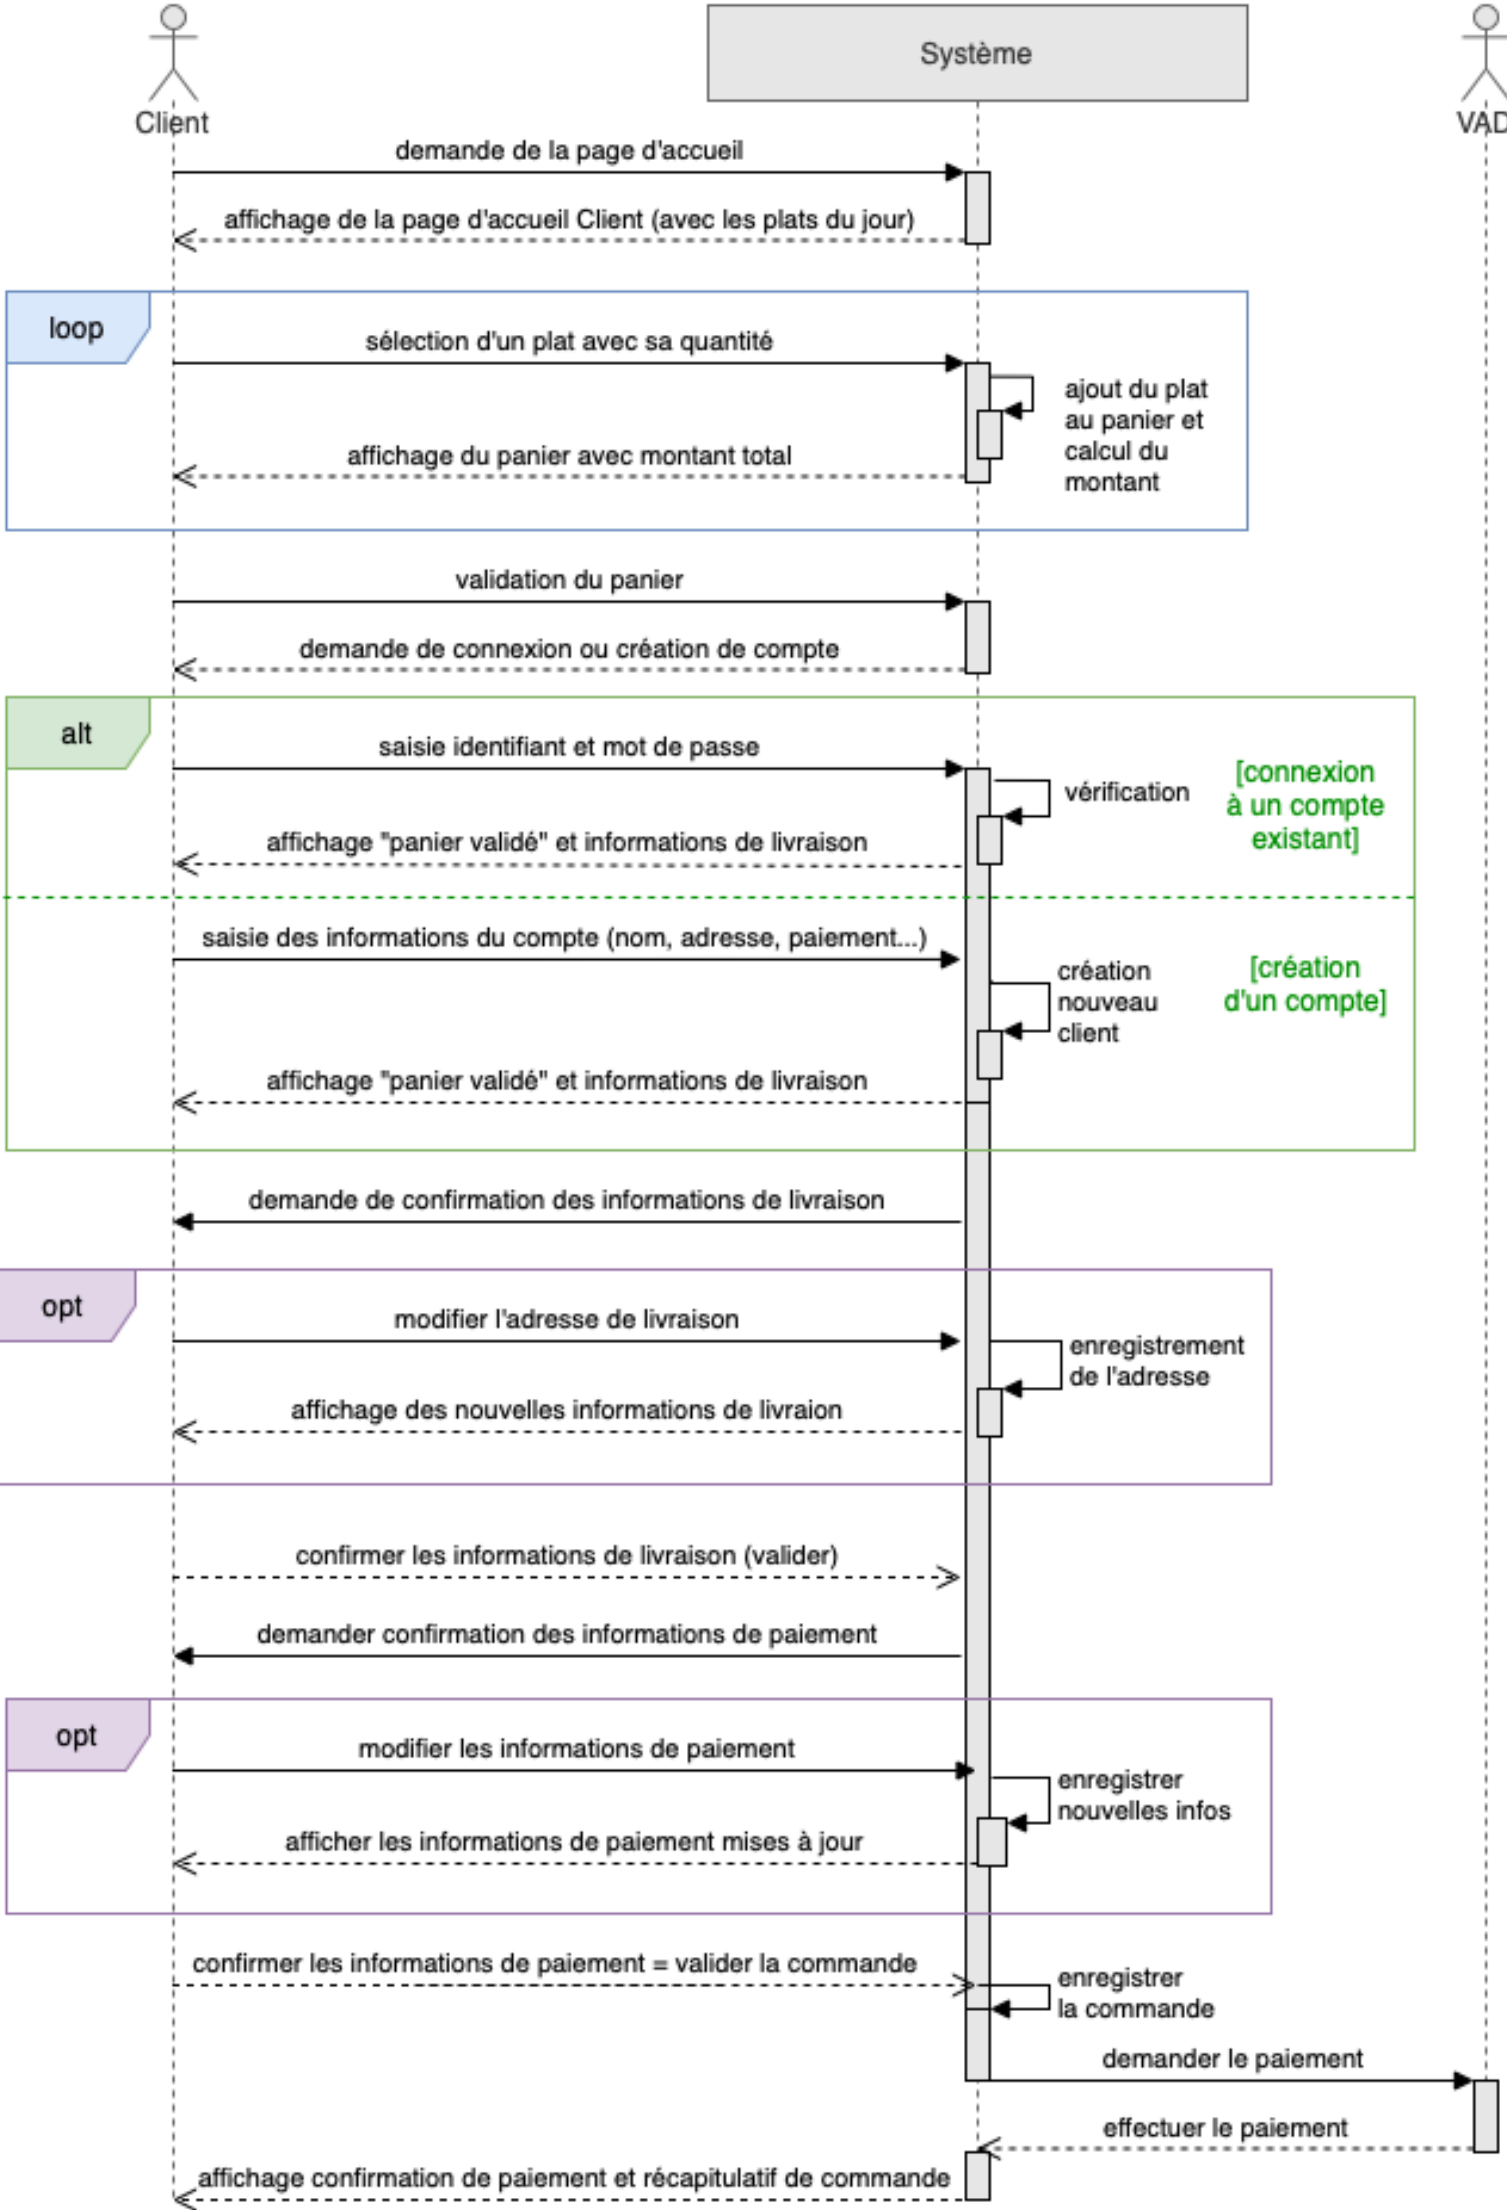 Système
Client
VAD
demande de la page d'accueil
affichage de la page d'accueil Client (avec les plats du jour)
loop
sélection d'un plat avec sa quantité
ajout du plat
au panier et
calcul du
montant
affichage du panier avec montant total
validation du panier
demande de connexion ou création de compte
alt
saisie identifiant et mot de passe
vérification
[connexion
à un compte
existant]
affichage "panier validé" et informations de livraison
saisie des informations du compte (nom, adresse, paiement...)
création
nouveau
client
[création
d'un compte]
affichage "panier validé" et informations de livraison
demande de confirmation des informations de livraison
opt
modifier l'adresse de livraison
enregistrement
de l'adresse
affichage des nouvelles informations de livraion
confirmer les informations de livraison (valider)
demander confirmation des informations de paiement
opt
modifier les informations de paiement
enregistrer
nouvelles infos
afficher les informations de paiement mises à jour
confirmer les informations de paiement = valider la commande
enregistrer
la commande
demander le paiement
effectuer le paiement
affichage confirmation de paiement et récapitulatif de commande